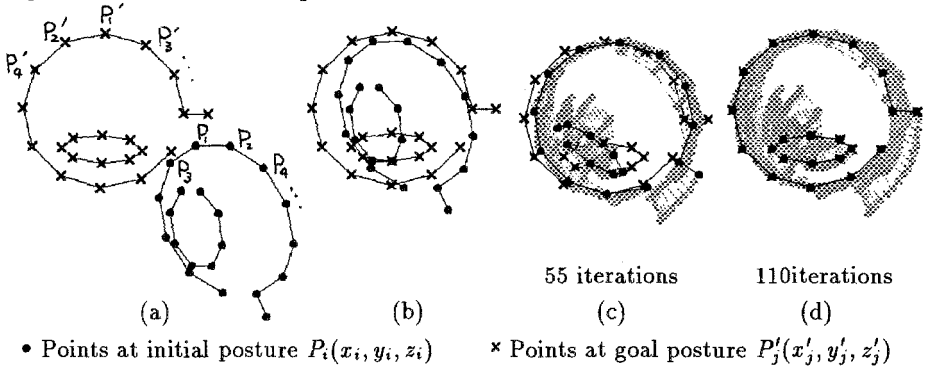 P₁′
P₂′
P₃′
P₄′
P₁
P₂
P₃
P₄
55 iterations
110iterations
(a)
(b)
(c)
(d)
• Points at initial posture Pᵢ(xᵢ, yᵢ, zᵢ)
× Points at goal posture P′ⱼ(x′ⱼ, y′ⱼ, z′ⱼ)